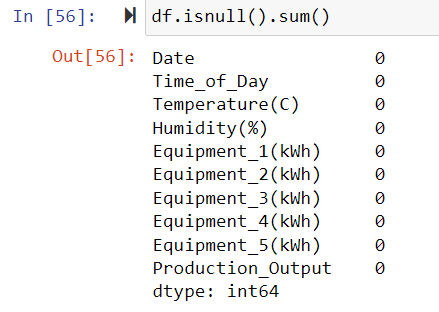 In [56]: df.isnull().sum()
Out[56]: Date 0
Time_of_Day 0
Temperature(C) 0
Humidity(%) 0
Equipment_1(kWh) 0
Equipment_2(kWh) 0
Equipment_3(kWh) 0
Equipment_4(kWh) 0
Equipment_5(kWh) 0
Production_Output 0
dtype: int64